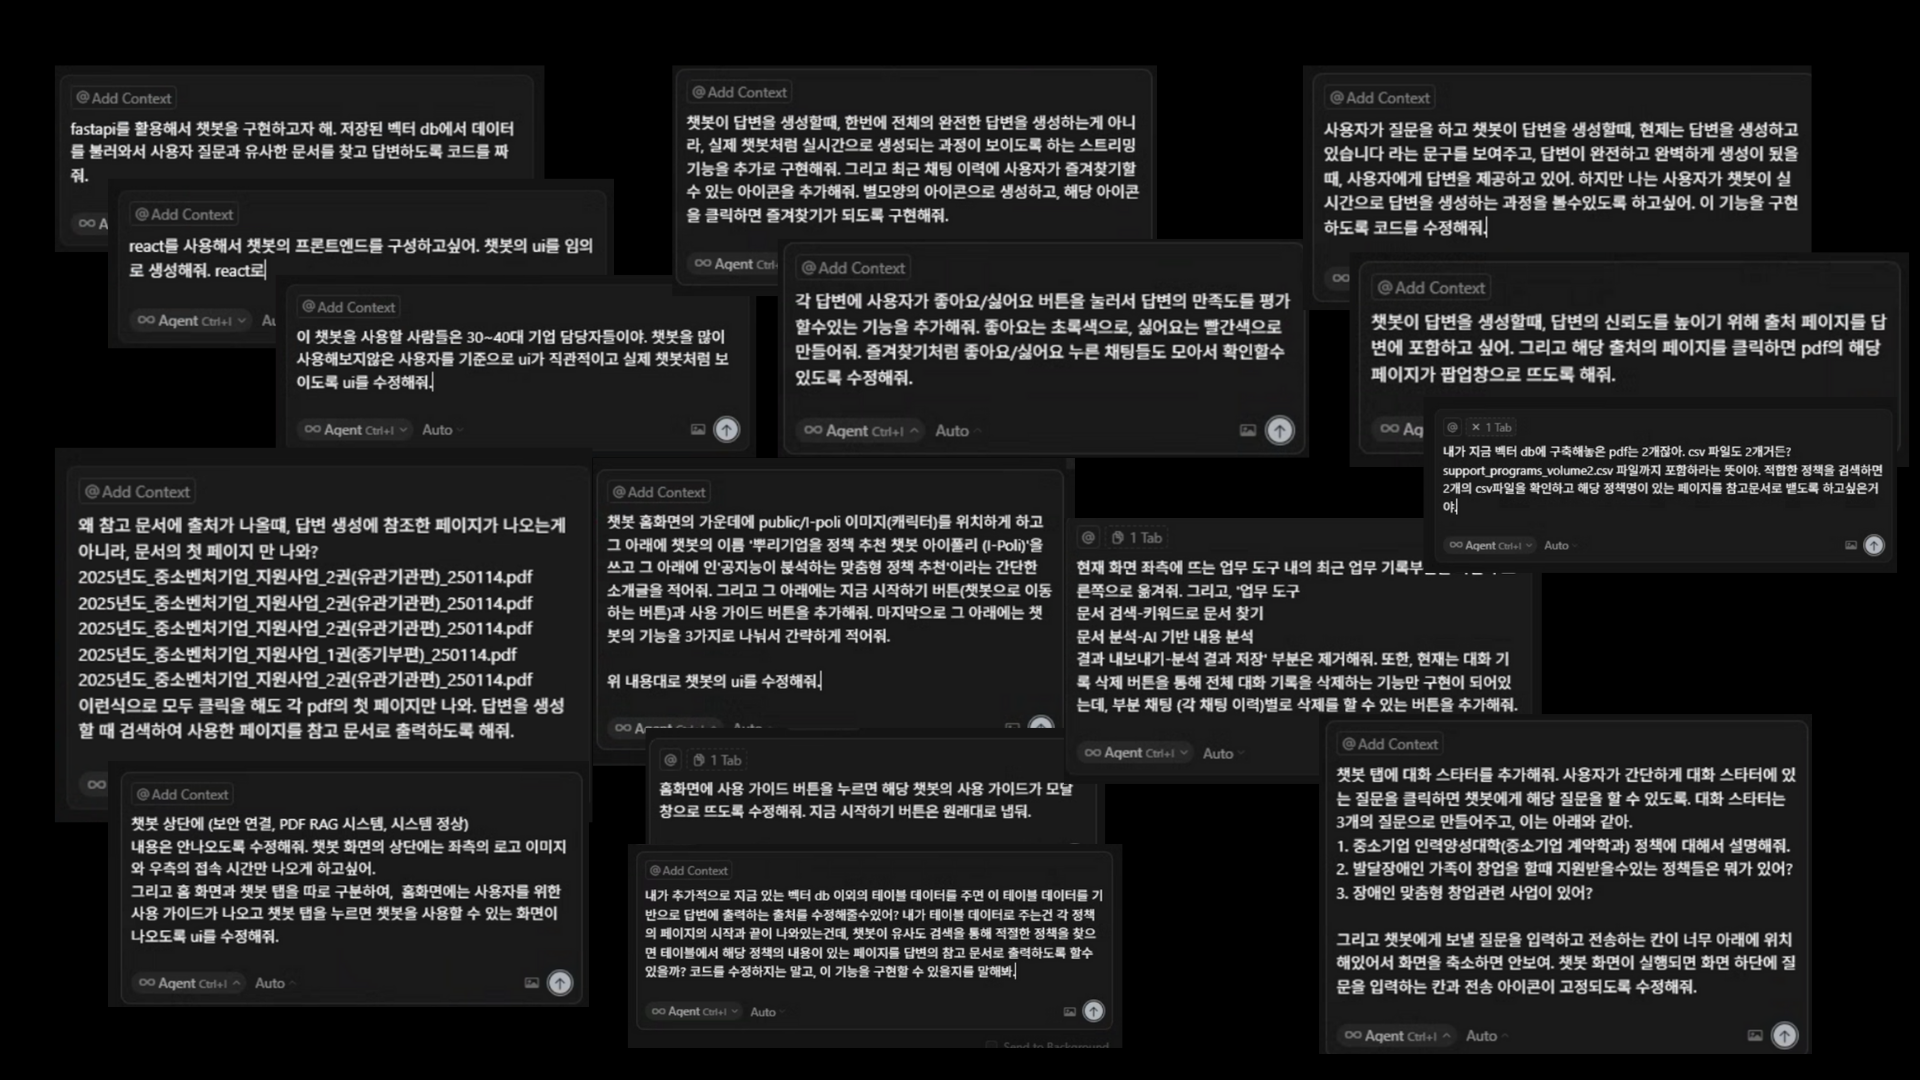 @ Add Context
fastapi를 활용해서 챗봇을 구현하고자 해. 저장된 벡터 db에서 데이터
를 불러와서 사용자 질문과 유사한 문서를 찾고 답변하도록 코드를 짜
줘.
∞ A
@ Add Context
react를 사용해서 챗봇의 프론트엔드를 구성하고싶어. 챗봇의 ui를 임의
로 생성해줘. react로
∞ Agent Ctrl+I Au
@ Add Context
이 챗봇을 사용할 사람들은 30~40대 기업 담당자들이야. 챗봇을 많이
사용해보지않은 사용자를 기준으로 ui가 직관적이고 실제 챗봇처럼 보
이도록 ui를 수정해줘.
∞ Agent Ctrl+I Auto
@ Add Context
챗봇이 답변을 생성할때, 한번에 전체의 완전한 답변을 생성하는게 아니
라, 실제 챗봇처럼 실시간으로 생성되는 과정이 보이도록 하는 스트리밍
기능을 추가로 구현해줘. 그리고 최근 채팅 이력에 사용자가 즐겨찾기할
수 있는 아이콘을 추가해줘. 별모양의 아이콘으로 생성하고, 해당 아이콘
을 클릭하면 즐겨찾기가 되도록 구현해줘.
∞ Agent Ctrl+
@ Add Context
각 답변에 사용자가 좋아요/싫어요 버튼을 눌러서 답변의 만족도를 평가
할수있는 기능을 추가해줘. 좋아요는 초록색으로, 싫어요는 빨간색으로
만들어줘. 즐겨찾기처럼 좋아요/싫어요 누른 채팅들도 모아서 확인할수
있도록 수정해줘.
∞ Agent Ctrl+I Auto
@ Add Context
사용자가 질문을 하고 챗봇이 답변을 생성할때, 현재는 답변을 생성하고
있습니다 라는 문구를 보여주고, 답변이 완전하고 완벽하게 생성이 됬을
때, 사용자에게 답변을 제공하고 있어. 하지만 나는 사용자가 챗봇이 실
시간으로 답변을 생성하는 과정을 볼수있도록 하고싶어. 이 기능을 구현
하도록 코드를 수정해줘.
∞
@ Add Context
챗봇이 답변을 생성할때, 답변의 신뢰도를 높이기 위해 출처 페이지를 답
변에 포함하고 싶어. 그리고 해당 출처의 페이지를 클릭하면 pdf의 해당
페이지가 팝업창으로 뜨도록 해줘.
∞ Ag
@ × 1 Tab
내가 지금 벡터 db에 구축해놓은 pdf는 2개잖아. csv 파일도 2개거든?
support_programs_volume2.csv 파일까지 포함하라는 뜻이야. 적합한 정책을 검색하면
2개의 csv파일을 확인하고 해당 정책명이 있는 페이지를 참고문서로 뱉도록 하고싶은거
야.
∞ Agent Ctrl+I Auto
@ Add Context
왜 참고 문서에 출처가 나올떄, 답변 생성에 참조한 페이지가 나오는게
아니라, 문서의 첫 페이지 만 나와?
2025년도_중소벤처기업_지원사업_2권(유관기관편)_250114.pdf
2025년도_중소벤처기업_지원사업_2권(유관기관편)_250114.pdf
2025년도_중소벤처기업_지원사업_2권(유관기관편)_250114.pdf
2025년도_중소벤처기업_지원사업_1권(중기부편)_250114.pdf
2025년도_중소벤처기업_지원사업_2권(유관기관편)_250114.pdf
이런식으로 모두 클릭을 해도 각 pdf의 첫 페이지만 나와. 답변을 생성
할 때 검색하여 사용한 페이지를 참고 문서로 출력하도록 해줘.
∞
@ Add Context
챗봇 상단에 (보안 연결, PDF RAG 시스템, 시스템 정상)
내용은 안나오도록 수정해줘. 챗봇 화면의 상단에는 좌측의 로고 이미지
와 우측의 접속 시간만 나오게 하고싶어.
그리고 홈 화면과 챗봇 탭을 따로 구분하여, 홈화면에는 사용자를 위한
사용 가이드가 나오고 챗봇 탭을 누르면 챗봇을 사용할 수 있는 화면이
나오도록 ui를 수정해줘.
∞ Agent Ctrl+I Auto
@ Add Context
챗봇 홈화면의 가운데에 public/I-poli 이미지(캐릭터)를 위치하게 하고
그 아래에 챗봇의 이름 '뿌리기업을 정책 추천 챗봇 아이폴리 (I-Poli)'을
쓰고 그 아래에 인'공지능이 분석하는 맞춤형 정책 추천'이라는 간단한
소개글을 적어줘. 그리고 그 아래에는 지금 시작하기 버튼(챗봇으로 이동
하는 버튼)과 사용 가이드 버튼을 추가해줘. 마지막으로 그 아래에는 챗
봇의 기능을 3가지로 나눠서 간략하게 적어줘.
위 내용대로 챗봇의 ui를 수정해줘.
@ 1 Tab
홈화면에 사용 가이드 버튼을 누르면 해당 챗봇의 사용 가이드가 모달
창으로 뜨도록 수정해줘. 지금 시작하기 버튼은 원래대로 냅둬.
@ Add Context
내가 추가적으로 지금 있는 벡터 db 이외의 테이블 데이터를 주면 이 테이블 데이터를 기
반으로 답변에 출력하는 출처를 수정해줄수있어? 내가 테이블 데이터로 주는건 각 정책
의 페이지의 시작과 끝이 나와있는건데, 챗봇이 유사도 검색을 통해 적절한 정책을 찾으
면 테이블에서 해당 정책의 내용이 있는 페이지를 답변의 참고 문서로 출력하도록 할수
있을까? 코드를 수정하지는 말고, 이 기능을 구현할 수 있을지를 말해봐.
∞ Agent Ctrl+I Auto
Send to Background
@ 1 Tab
현재 화면 좌측에 뜨는 업무 도구 내의 최근 업무 기록부
른쪽으로 옮겨줘. 그리고, '업무 도구
문서 검색-키워드로 문서 찾기
문서 분석-AI 기반 내용 분석
결과 내보내기-분석 결과 저장' 부분은 제거해줘. 또한, 현재는 대화 기
록 삭제 버튼을 통해 전체 대화 기록을 삭제하는 기능만 구현이 되어있
는데, 부분 채팅 (각 채팅 이력)별로 삭제를 할 수 있는 버튼을 추가해줘.
∞ Agent Ctrl+I Auto
@ Add Context
챗봇 탭에 대화 스타터를 추가해줘. 사용자가 간단하게 대화 스타터에 있
는 질문을 클릭하면 챗봇에게 해당 질문을 할 수 있도록. 대화 스타터는
3개의 질문으로 만들어주고, 이는 아래와 같아.
1. 중소기업 인력양성대학(중소기업 계약학과) 정책에 대해서 설명해줘.
2. 발달장애인 가족이 창업을 할때 지원받을수있는 정책들은 뭐가 있어?
3. 장애인 맞춤형 창업관련 사업이 있어?
그리고 챗봇에게 보낼 질문을 입력하고 전송하는 칸이 너무 아래에 위치
해있어서 화면을 축소하면 안보여. 챗봇 화면이 실행되면 화면 하단에 질
문을 입력하는 칸과 전송 아이콘이 고정되도록 수정해줘.
∞ Agent Ctrl+I Auto